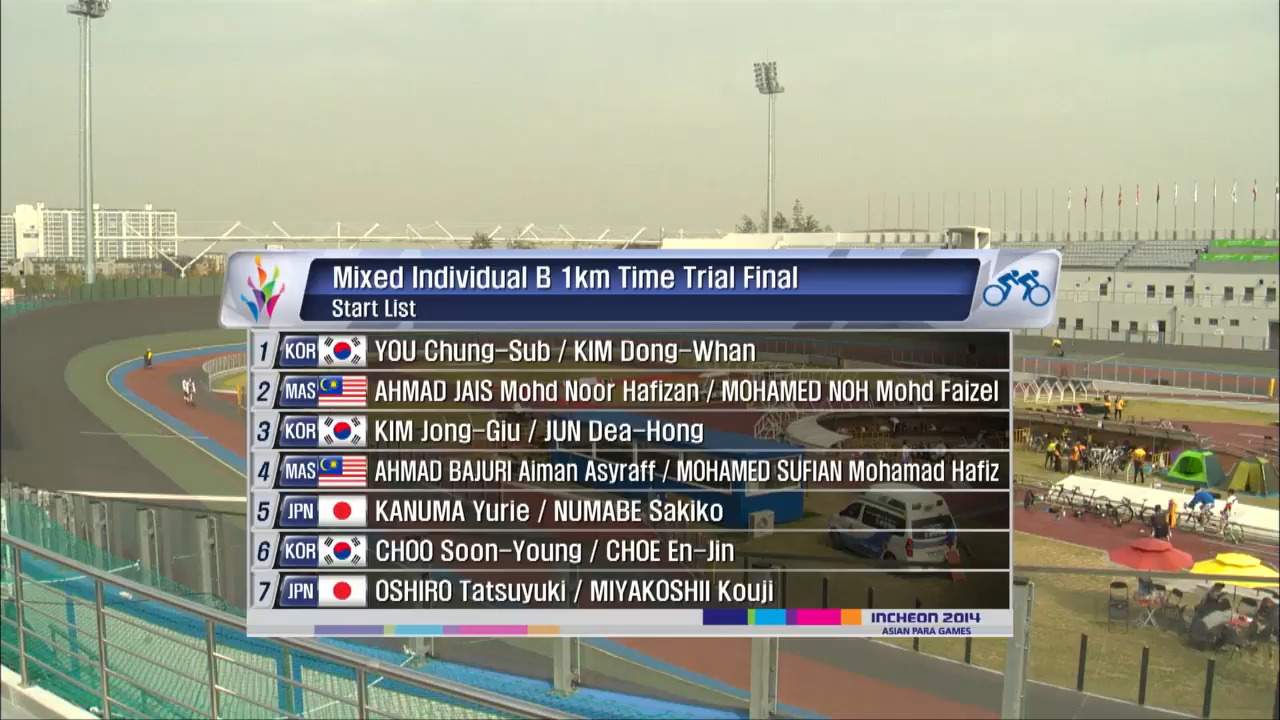 Mixed Individual B 1km Time Trial Final
Start List
1 KOR YOU Chung-Sub / KIM Dong-Whan
2 MAS AHMAD JAIS Mohd Noor Hafizan / MOHAMED NOH Mohd Faizel
3 KOR KIM Jong-Giu / JUN Dea-Hong
4 MAS AHMAD BAJURI Aiman Asyraff / MOHAMED SUFIAN Mohamad Hafiz
5 JPN KANUMA Yurie / NUMABE Sakiko
6 KOR CHOO Soon-Young / CHOE En-Jin
7 JPN OSHIRO Tatsuyuki / MIYAKOSHII Kouji
INCHEON 2014
ASIAN PARA GAMES